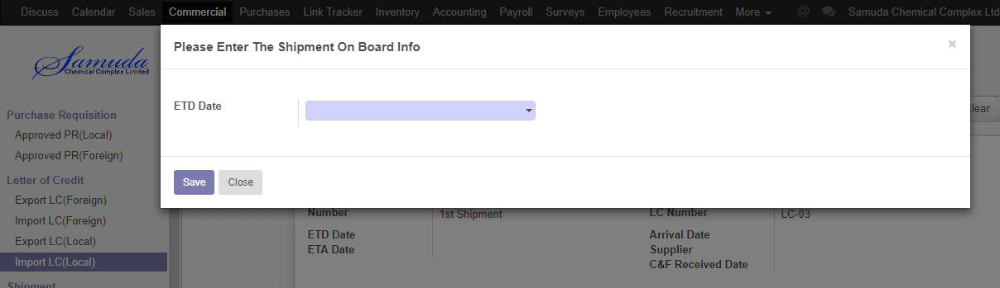 Discuss Calendar Sales Commercial Purchases Link Tracker Inventory Accounting Payroll Surveys Employees Recruitment More @ Samuda Chemical Complex Ltd
Please Enter The Shipment On Board Info ×
Samuda
Chemical Complex Limited
ETD Date
Clear
Purchase Requisition
Approved PR(Local)
Approved PR(Foreign)
Letter of Credit
Save Close
Export LC(Foreign)
Number 1st Shipment LC Number LC-03
Import LC(Foreign)
ETD Date Arrival Date
Export LC(Local)
ETA Date Supplier
Import LC(Local)
C&F Received Date
Shipment